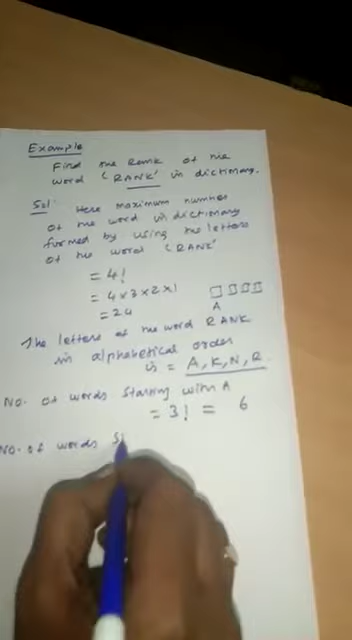 Example
Find the Rank of the
word 'RANK' in dictionary.
Sol: Here maximum number
of the word in dictionary
formed by using the letters
of the word 'RANK'
= 4!
= 4×3×2×1
= 24
A
The letters of the word RANK
in alphabetical order
is = A, K, N, R.
No. of words starting with A
= 3! = 6
No. of words S